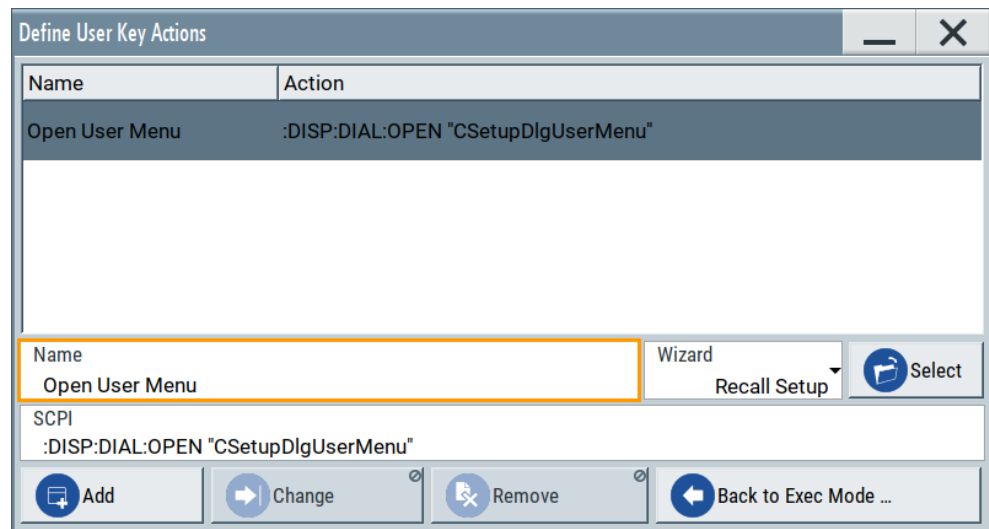 Define User Key Actions
Name Action
Open User Menu :DISP:DIAL:OPEN "CSetupDlgUserMenu"
Name Wizard
Open User Menu Recall Setup Select
SCPI
:DISP:DIAL:OPEN "CSetupDlgUserMenu"
Add Change Remove Back to Exec Mode ...